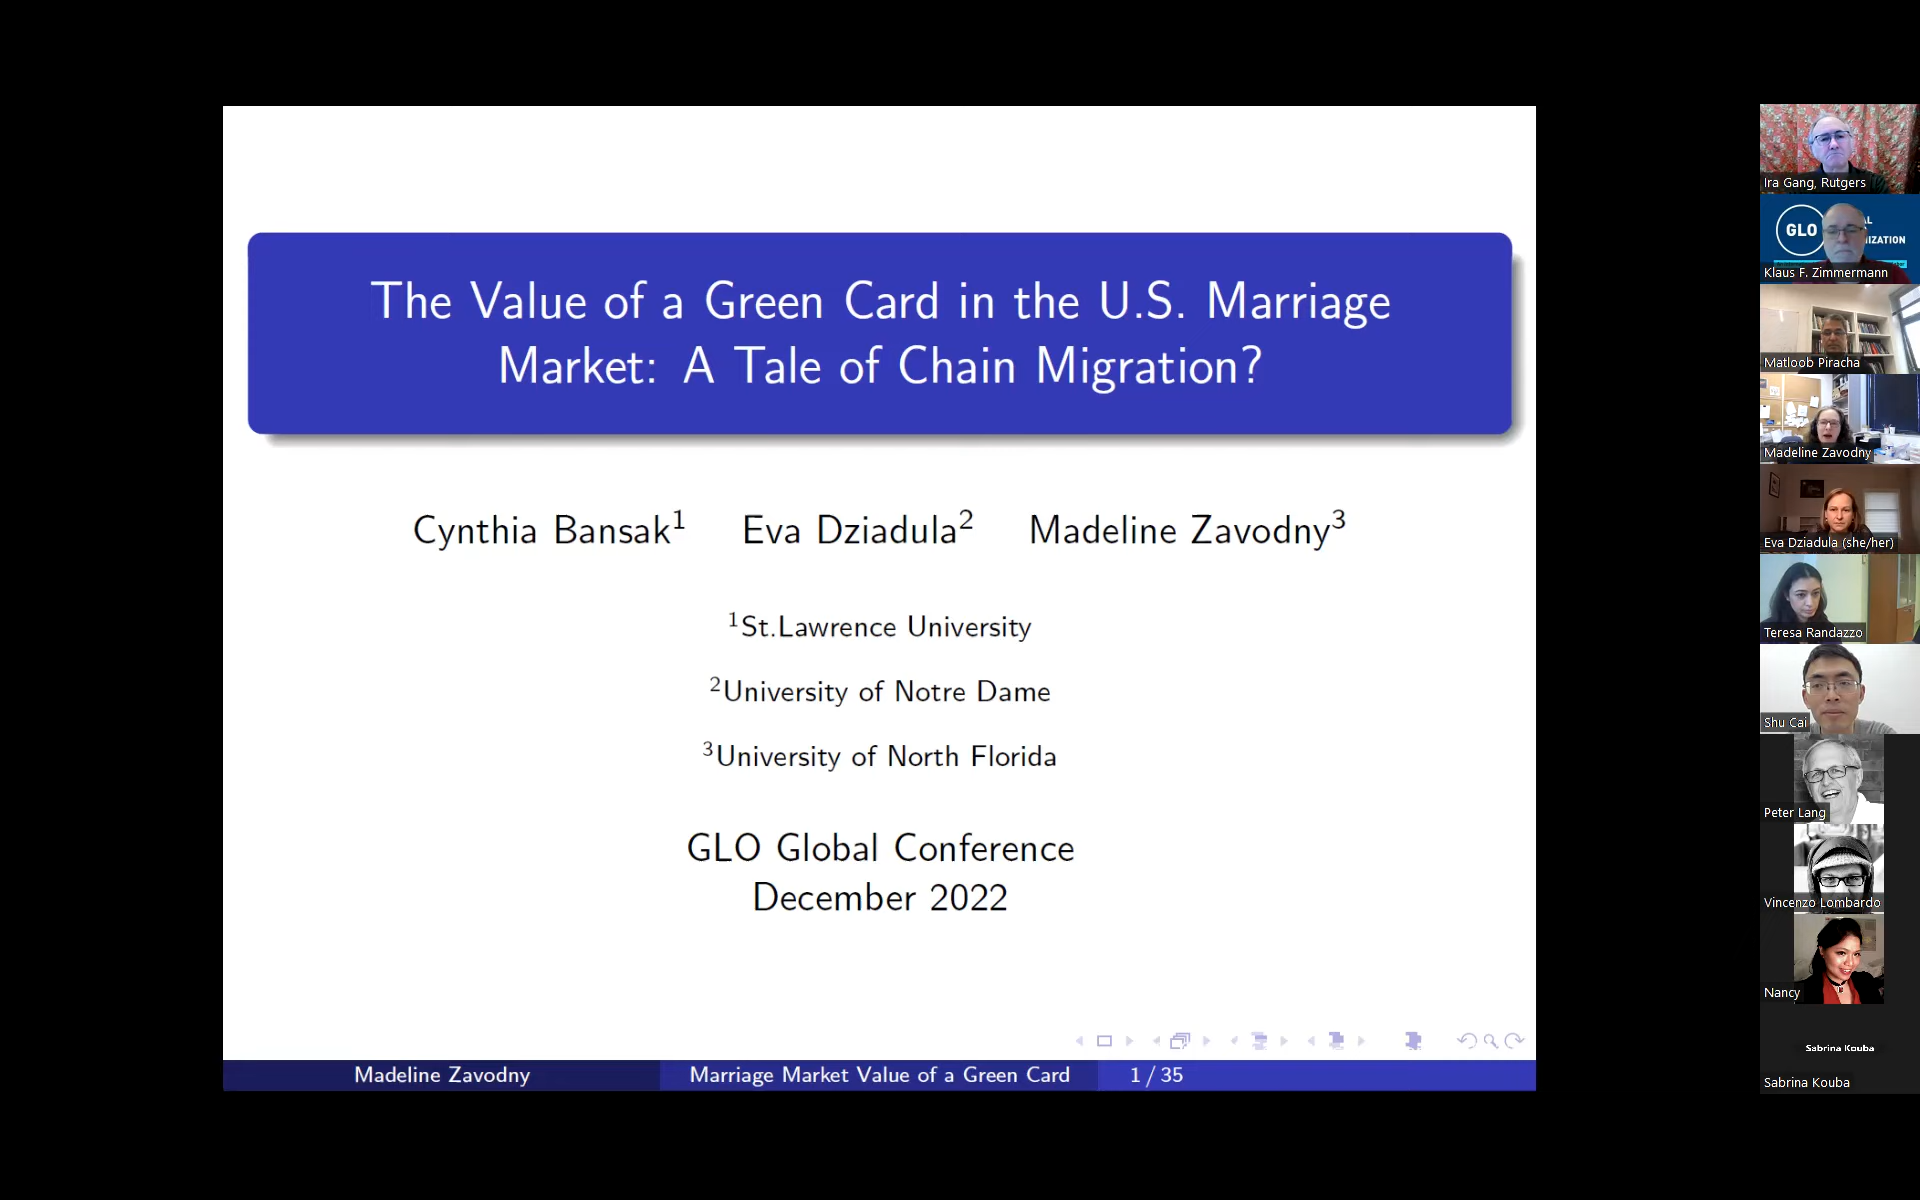 The Value of a Green Card in the U.S. Marriage
Market: A Tale of Chain Migration?
Cynthia Bansak¹ Eva Dziadula² Madeline Zavodny³
¹St.Lawrence University
²University of Notre Dame
³University of North Florida
GLO Global Conference
December 2022
Madeline Zavodny Marriage Market Value of a Green Card 1 / 35
Ira Gang, Rutgers
GLO
Klaus F. Zimmermann
Matloob Piracha
Madeline Zavodny
Eva Dziadula (she/her)
Teresa Randazzo
Shu Cai
Peter Lang
Vincenzo Lombardo
Nancy
Sabrina Kouba
Sabrina Kouba